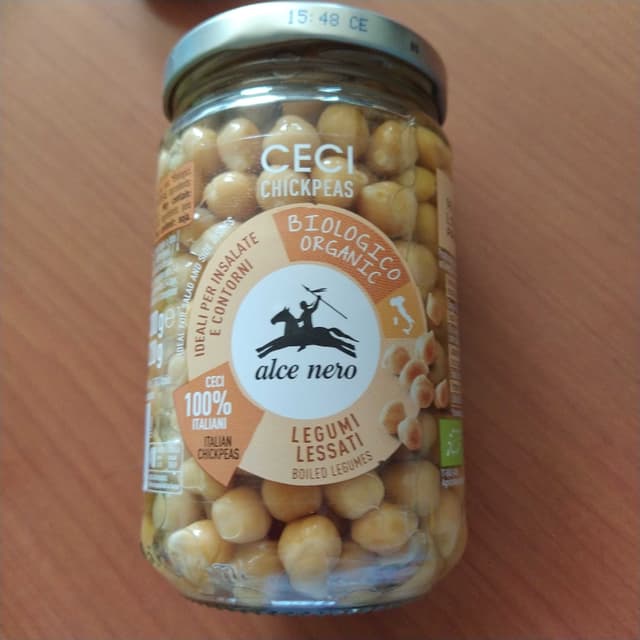 15:48 CE
CECI
CHICKPEAS
BIOLOGICO
ORGANIC
IDEALI PER INSALATE
E CONTORNI
alce nero
CECI
100%
ITALIANI
ITALIAN
CHICKPEAS
LEGUMI
LESSATI
BOILED LEGUMES